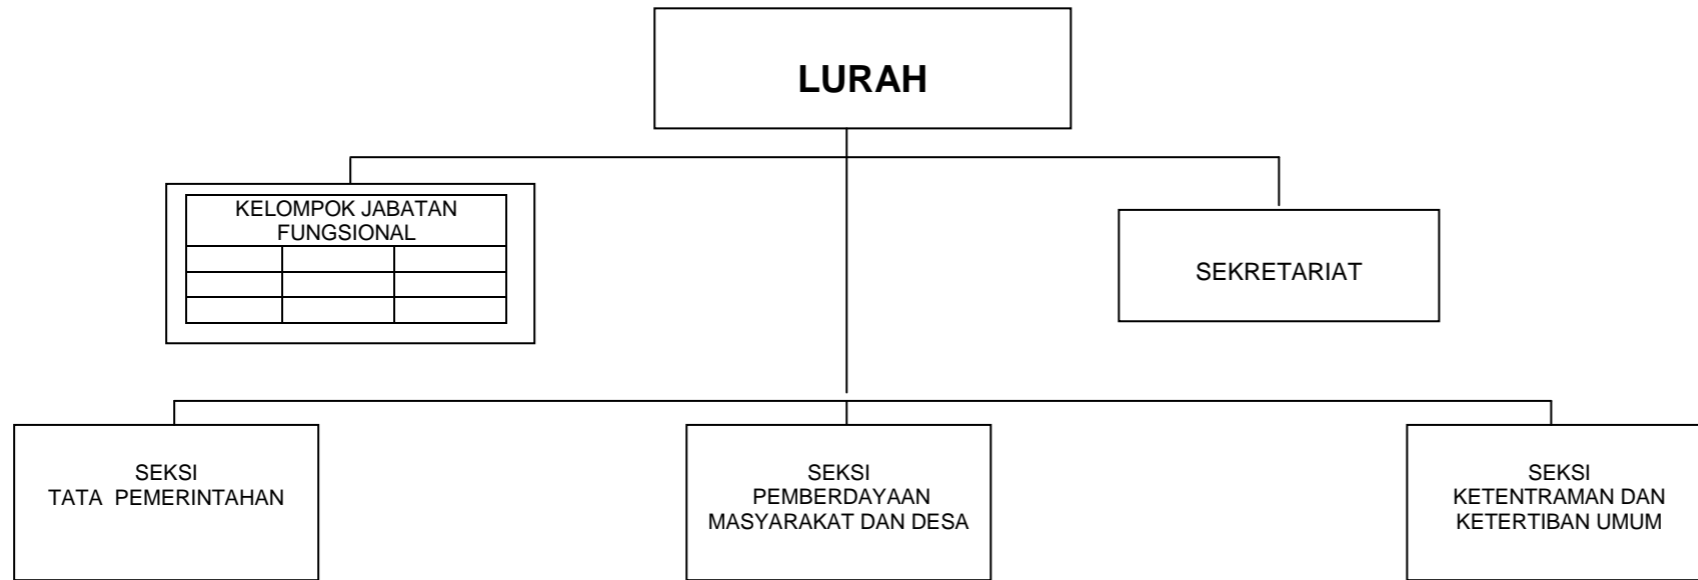 LURAH
KELOMPOK JABATAN
FUNGSIONAL
SEKRETARIAT
SEKSI
TATA PEMERINTAHAN
SEKSI
PEMBERDAYAAN
MASYARAKAT DAN DESA
SEKSI
KETENTRAMAN DAN
KETERTIBAN UMUM